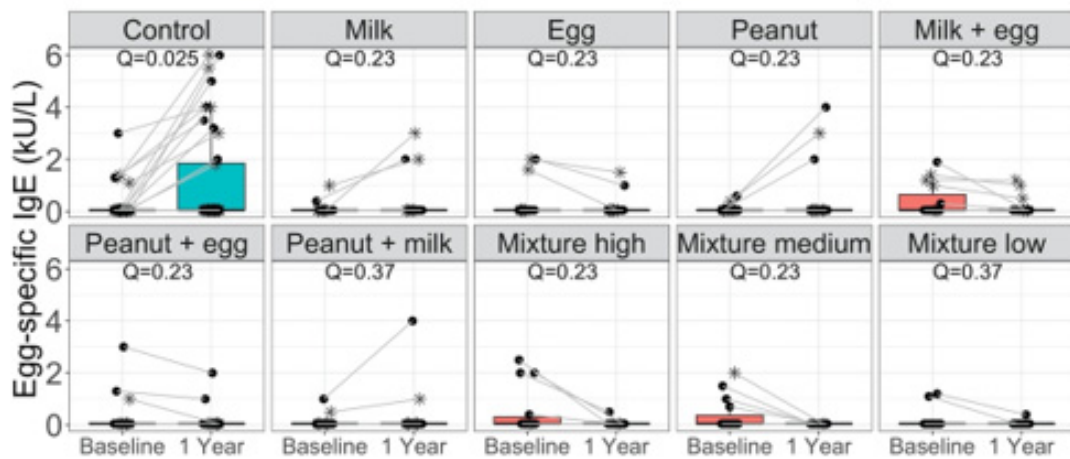 Egg-specific IgE (kU/L)
Control Milk Egg Peanut Milk + egg
Q=0.025 Q=0.23 Q=0.23 Q=0.23 Q=0.23
6
4
2
0
Peanut + egg Peanut + milk Mixture high Mixture medium Mixture low
Q=0.23 Q=0.37 Q=0.23 Q=0.23 Q=0.37
6
4
2
0
Baseline 1 Year Baseline 1 Year Baseline 1 Year Baseline 1 Year Baseline 1 Year